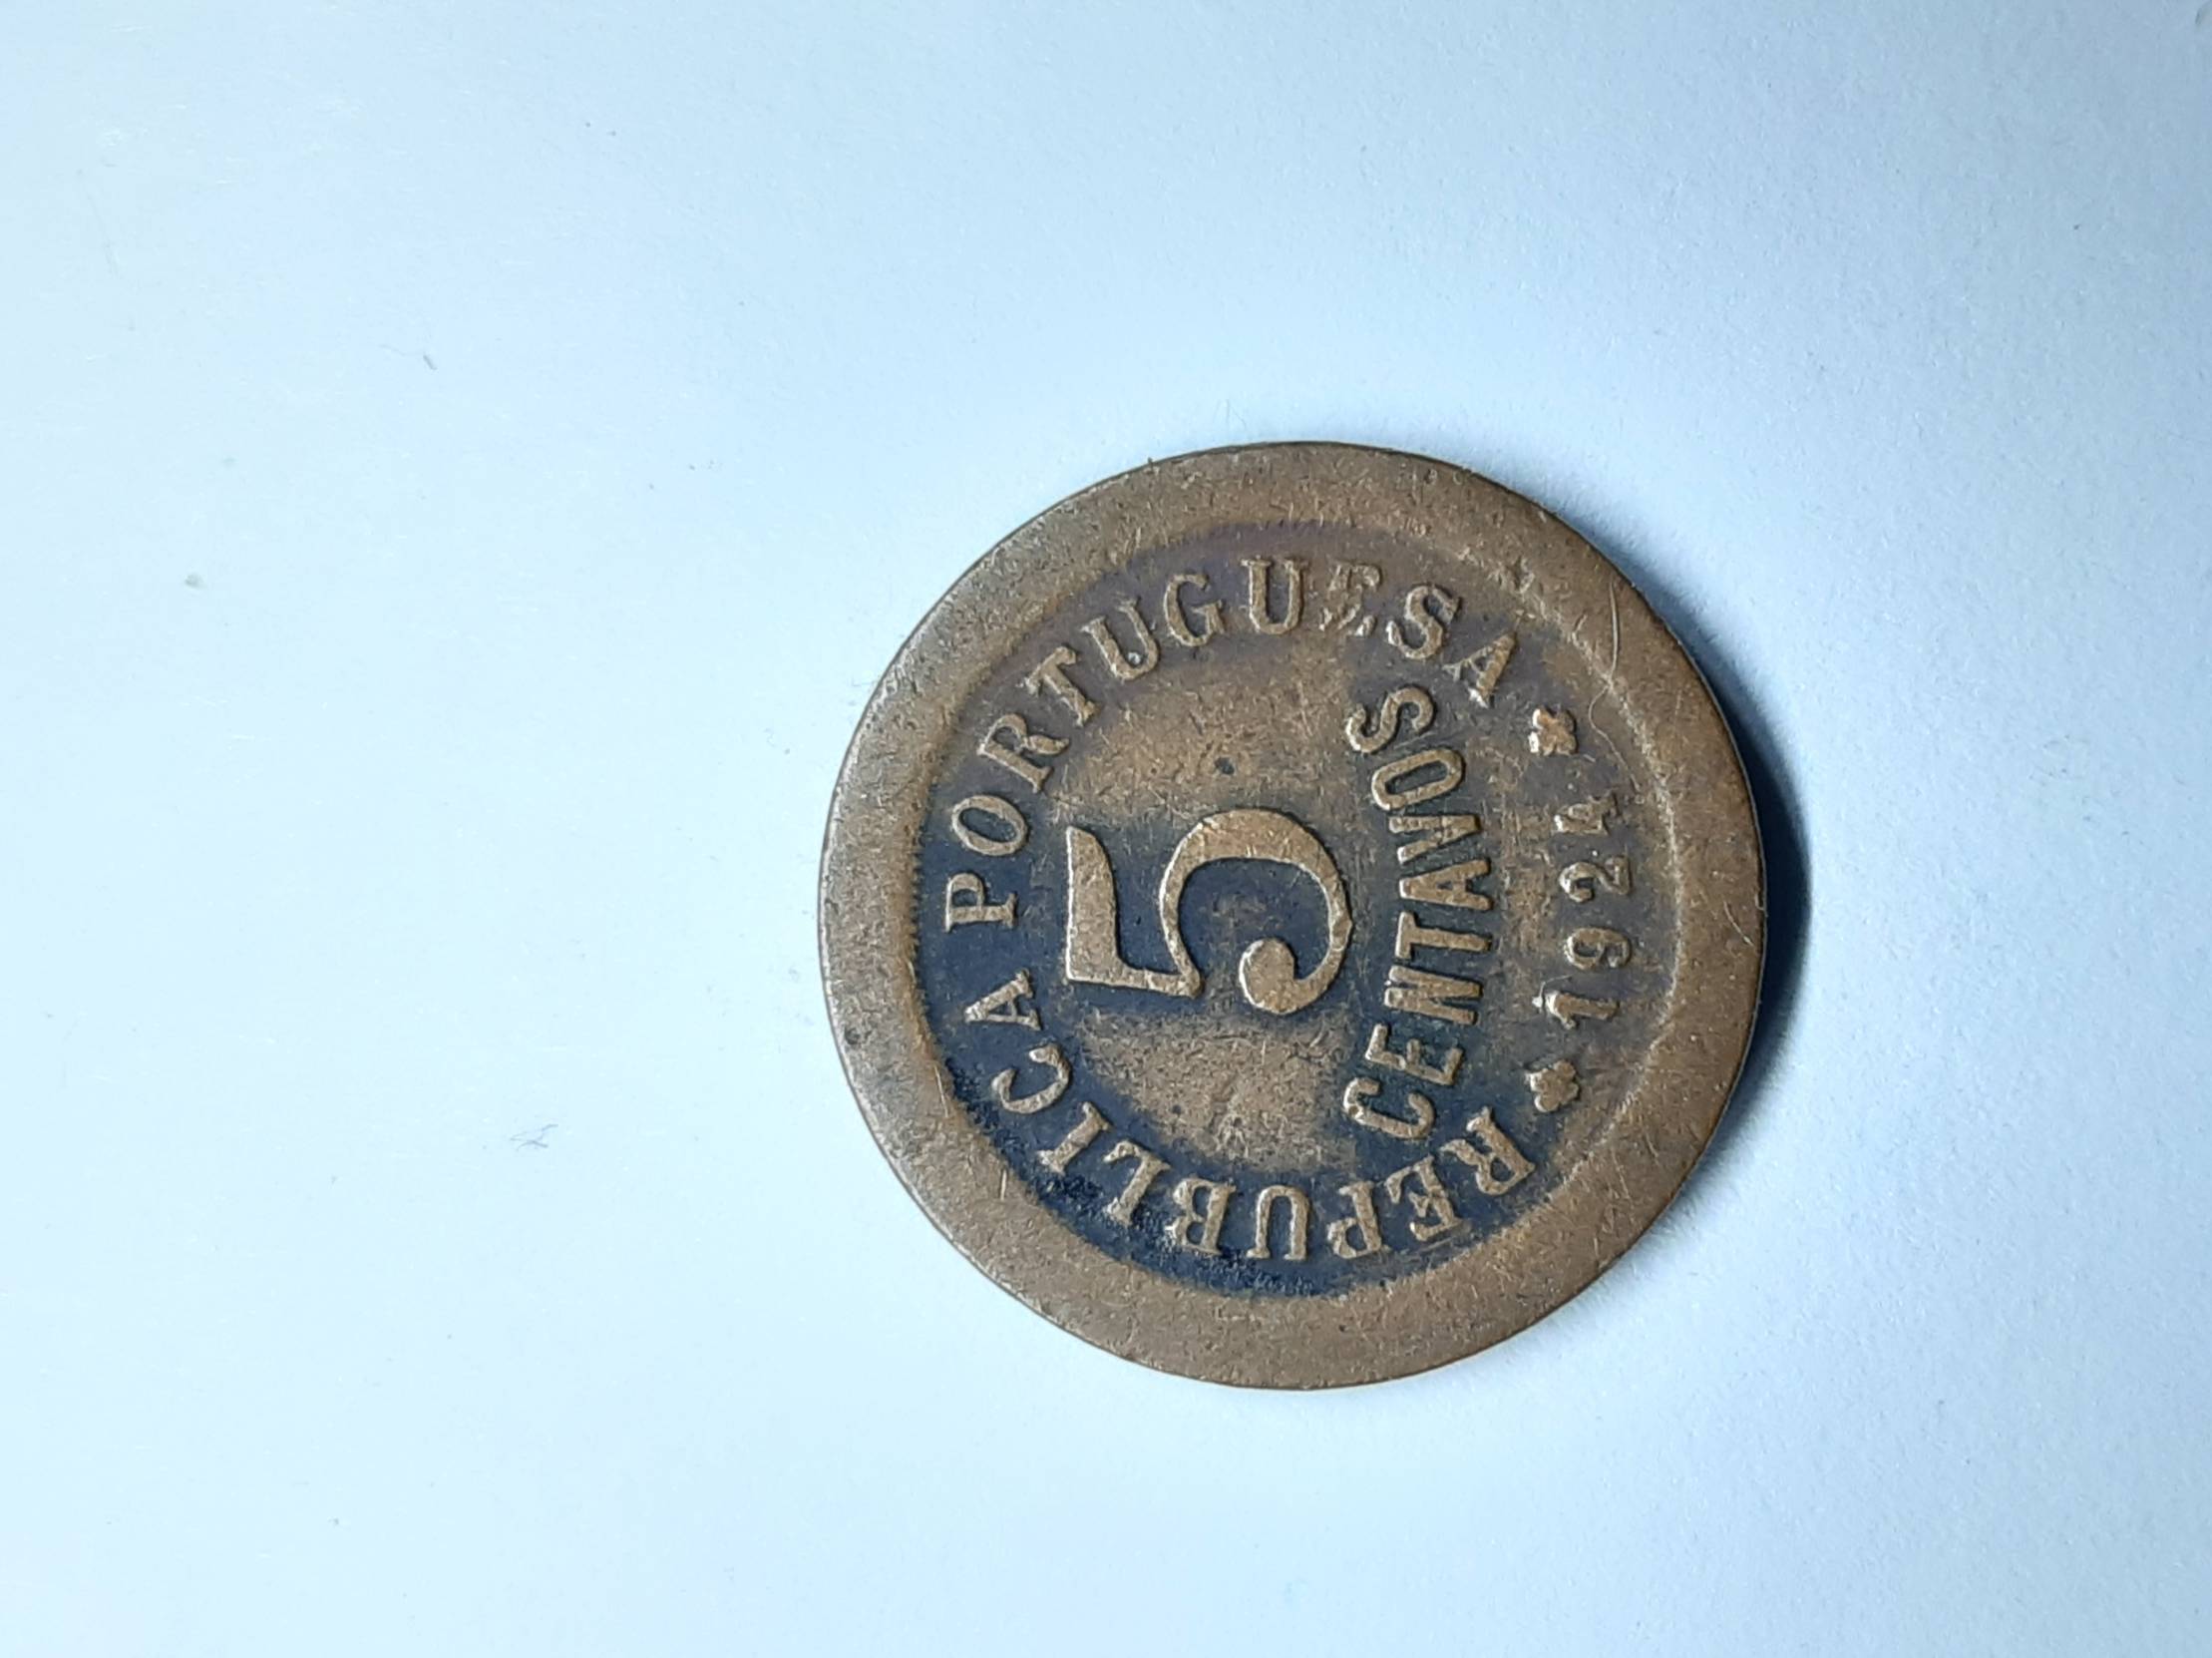 REPUBLICA PORTUGUESA
5
CENTAVOS
1924